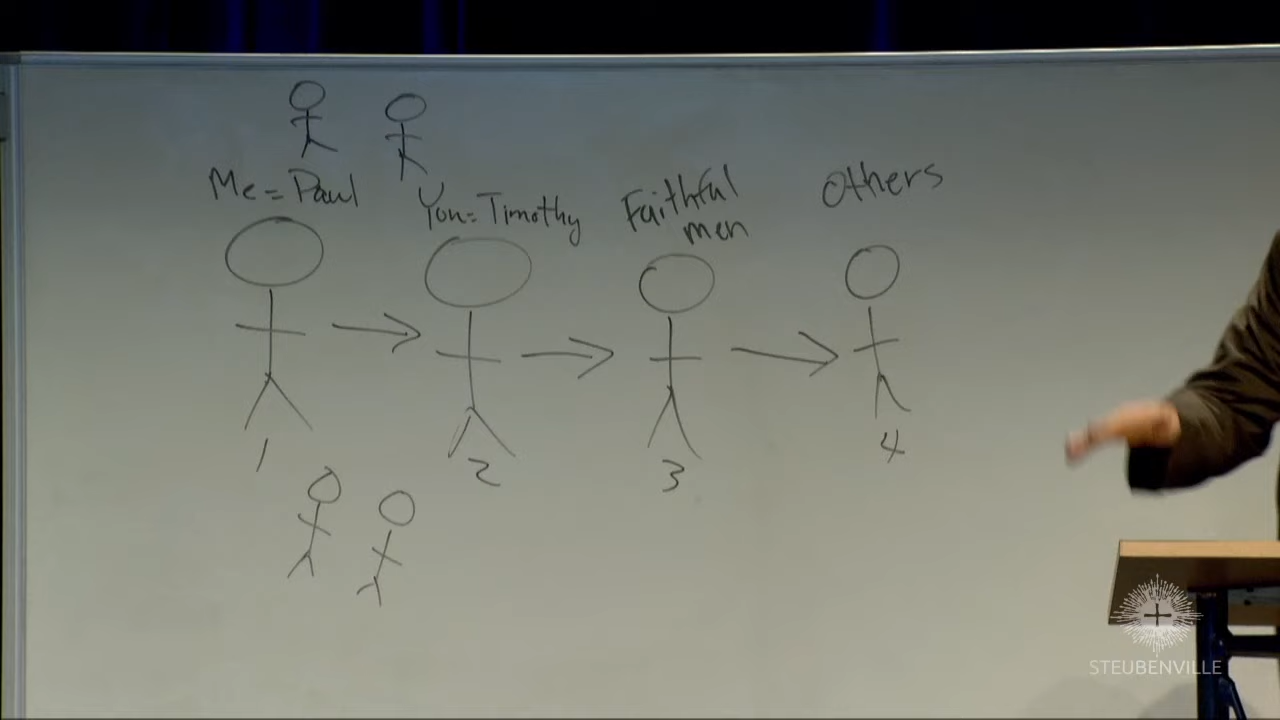 Me = Paul
You = Timothy
Faithful
men
Others
1
2
3
4
STEUBENVILLE